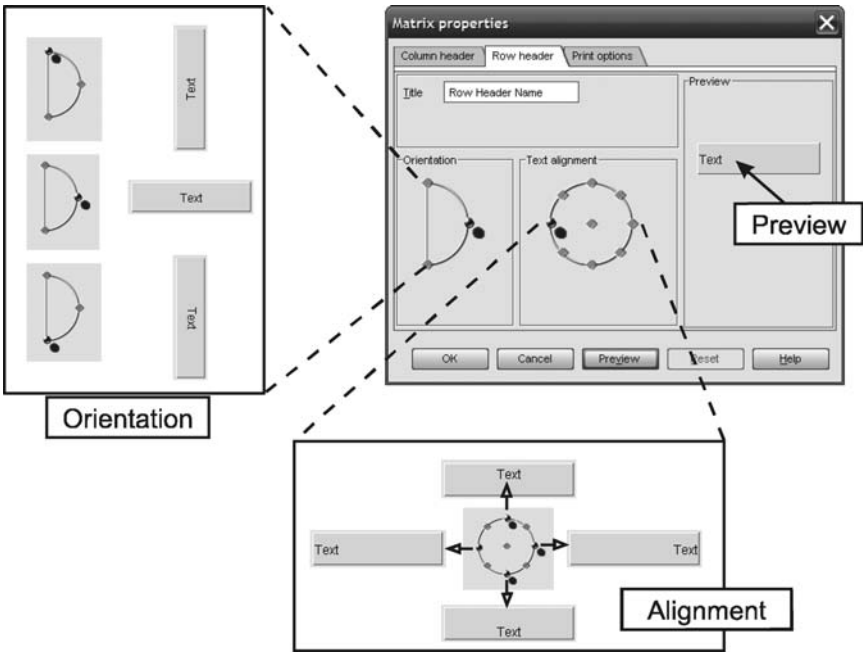 Matrix properties
Column header
Row header
Print options
Title
Row Header Name
Preview
Orientation
Text alignment
Text
Preview
OK
Cancel
Preview
Reset
Help
Text
Text
Text
Orientation
Text
Text
Text
Text
Alignment